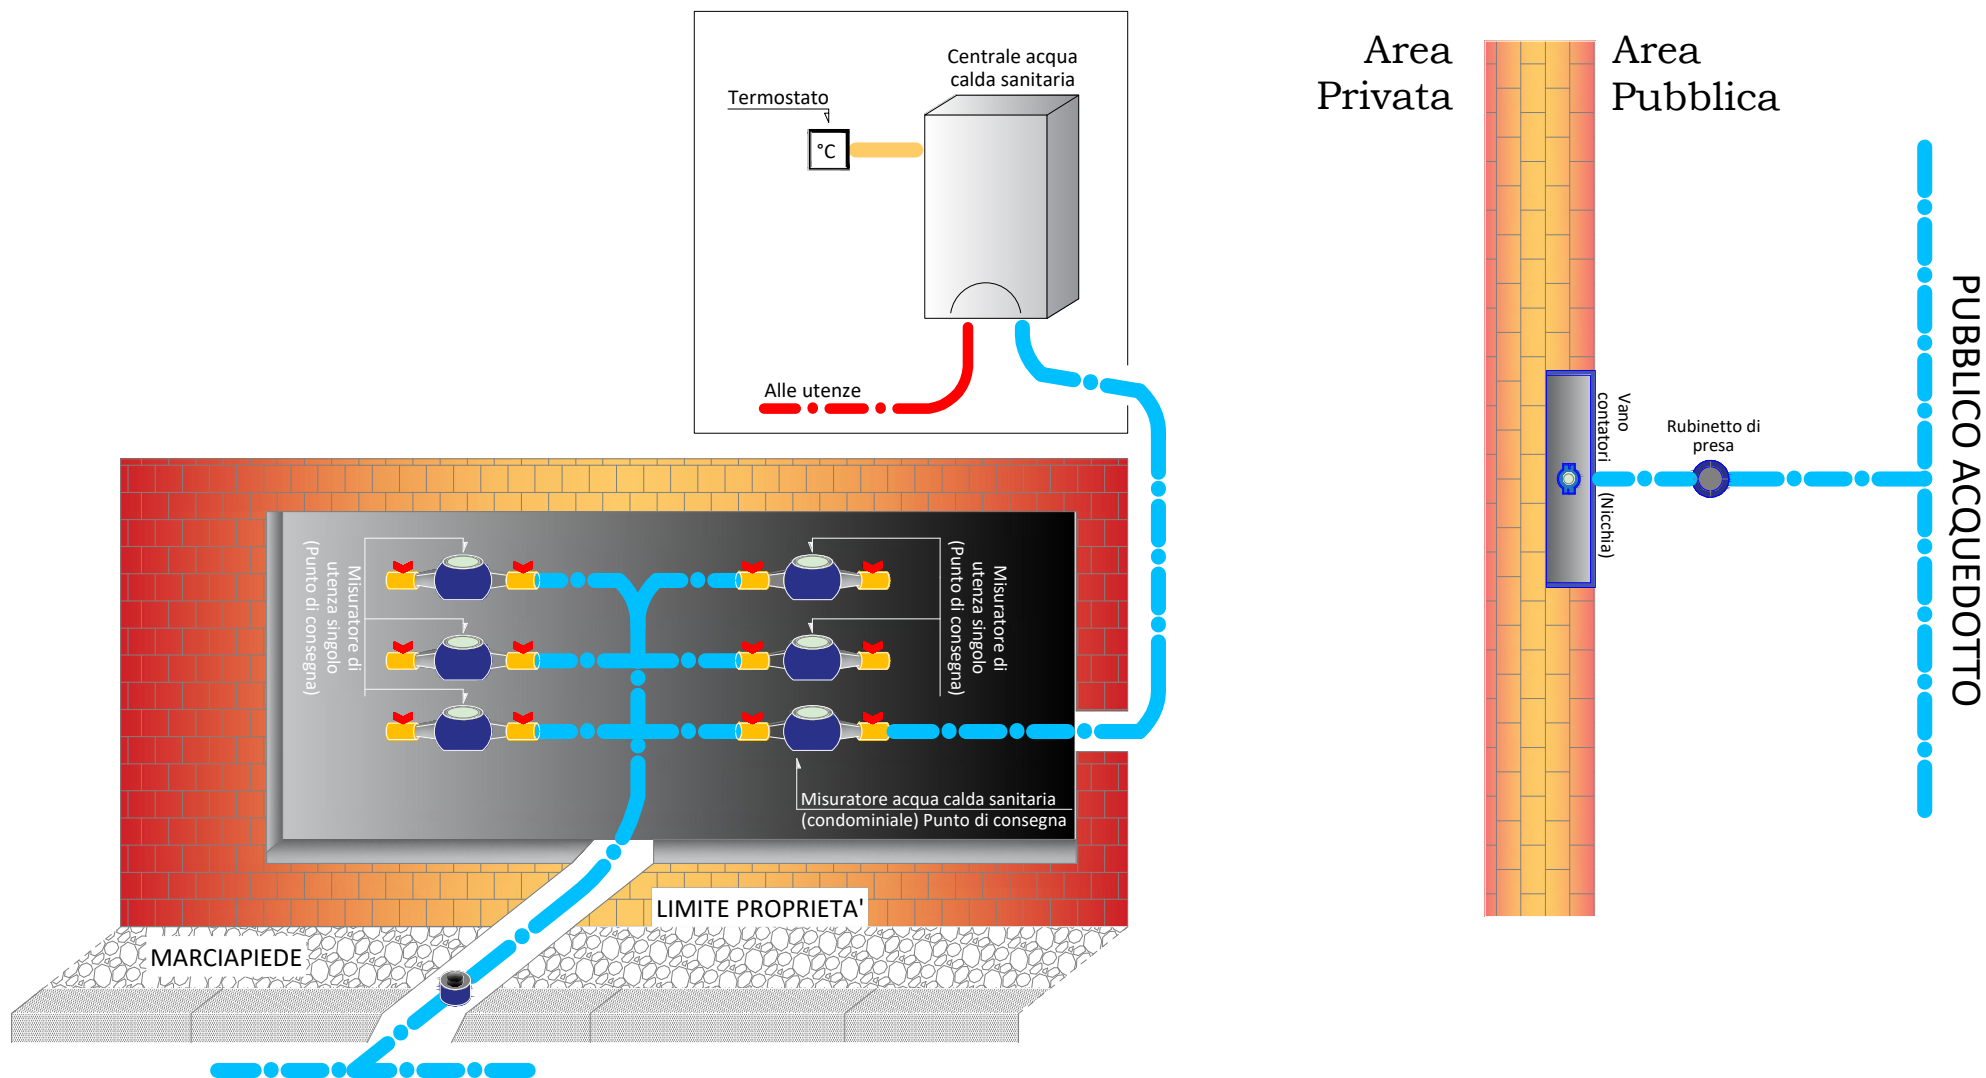 Centrale acqua
calda sanitaria
Termostato
°C
Alle utenze
Area
Privata
Area
Pubblica
Vano
contatori
(Nicchia)
Rubinetto di
presa
PUBBLICO ACQUEDOTTO
Misuratore di
utenza singolo
(Punto di consegna)
Misuratore di
utenza singolo
(Punto di consegna)
Misuratore acqua calda sanitaria
(condominiale) Punto di consegna
LIMITE PROPRIETA'
MARCIAPIEDE